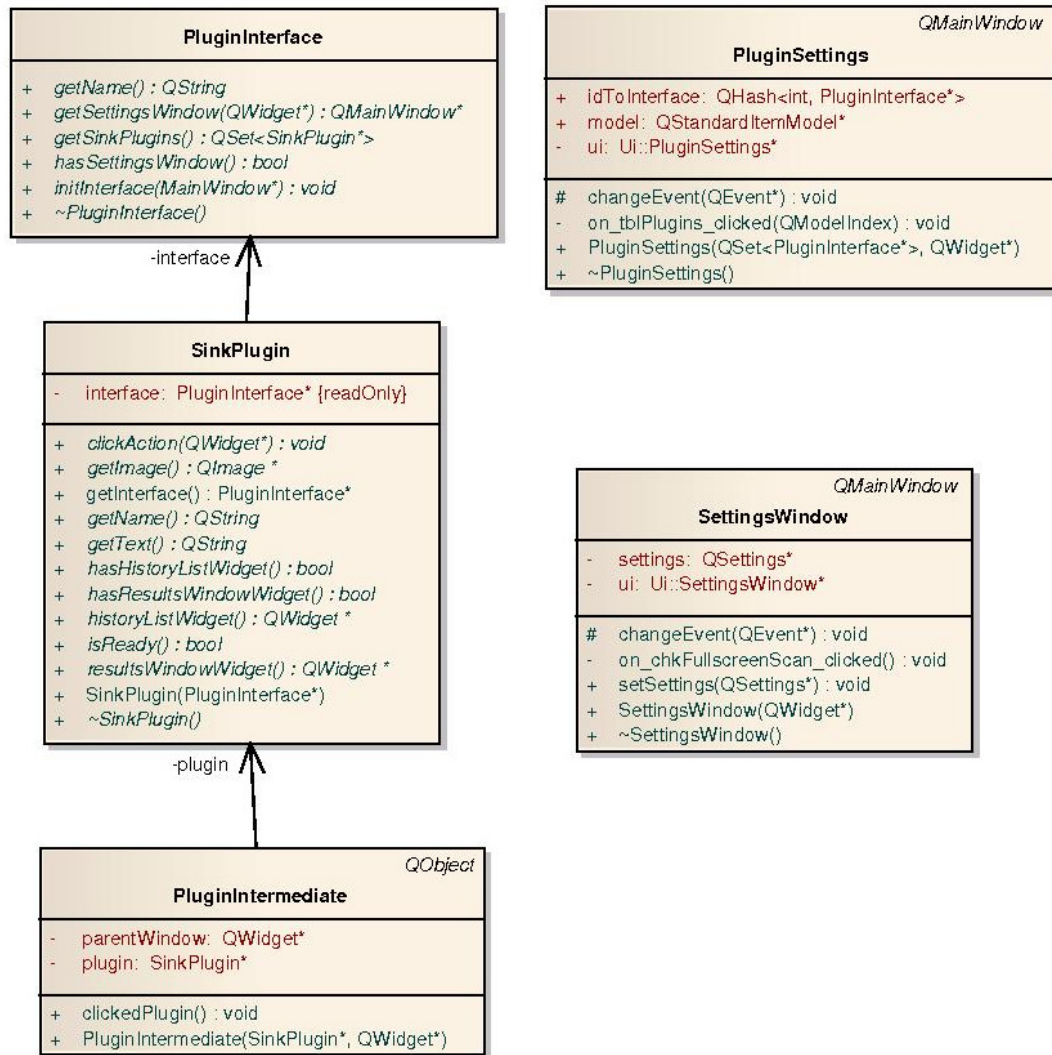 PluginInterface
+ getName() : QString
+ getSettingsWindow(QWidget*) : QMainWindow*
+ getSinkPlugins() : QSet<SinkPlugin*>
+ hasSettingsWindow() : bool
+ initInterface(MainWindow*) : void
+ ~PluginInterface()
-interface
SinkPlugin
- interface: PluginInterface* {readOnly}
+ clickAction(QWidget*) : void
+ getImage() : QImage *
+ getInterface() : PluginInterface*
+ getName() : QString
+ getText() : QString
+ hasHistoryListWidget() : bool
+ hasResultsWindowWidget() : bool
+ historyListWidget() : QWidget *
+ isReady() : bool
+ resultsWindowWidget() : QWidget *
+ SinkPlugin(PluginInterface*)
+ ~SinkPlugin()
-plugin
QObject
PluginIntermediate
- parentWindow: QWidget*
- plugin: SinkPlugin*
+ clickedPlugin() : void
+ PluginIntermediate(SinkPlugin*, QWidget*)
QMainWindow
PluginSettings
+ idToInterface: QHash<int, PluginInterface*>
+ model: QStandardItemModel*
- ui: Ui::PluginSettings*
# changeEvent(QEvent*) : void
- on_tblPlugins_clicked(QModelIndex) : void
+ PluginSettings(QSet<PluginInterface*>, QWidget*)
+ ~PluginSettings()
QMainWindow
SettingsWindow
- settings: QSettings*
- ui: Ui::SettingsWindow*
# changeEvent(QEvent*) : void
- on_chkFullscreenScan_clicked() : void
+ setSettings(QSettings*) : void
+ SettingsWindow(QWidget*)
+ ~SettingsWindow()